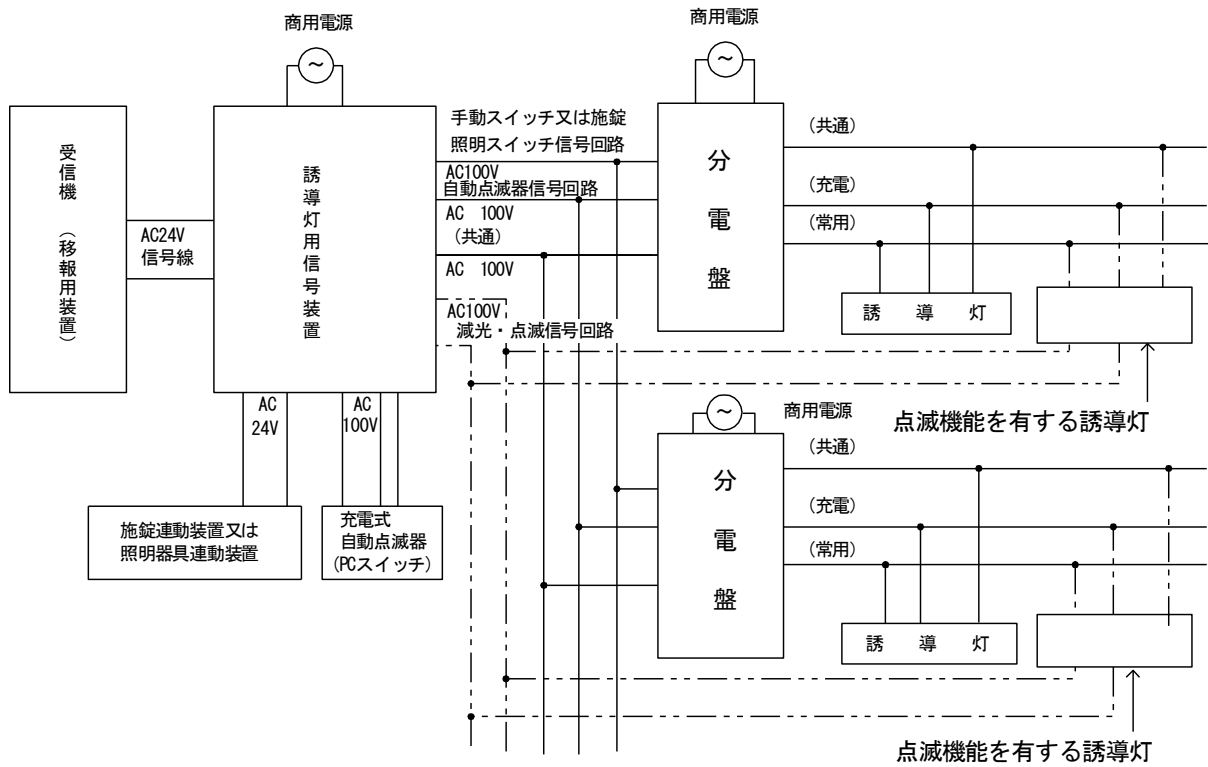 商用電源
商用電源
~
~
受信機 (移報用装置)
AC24V
信号線
誘導灯用信号装置
手動スイッチ又は施錠
照明スイッチ信号回路
AC100V
自動点滅器信号回路
AC 100V
(共通)
AC 100V
AC100V
減光・点滅信号回路
分電盤
(共通)
(充電)
(常用)
誘導灯
点滅機能を有する誘導灯
AC
24V
AC
100V
施錠連動装置又は
照明器具連動装置
充電式
自動点滅器
(PCスイッチ)
~
商用電源
分電盤
(共通)
(充電)
(常用)
誘導灯
点滅機能を有する誘導灯